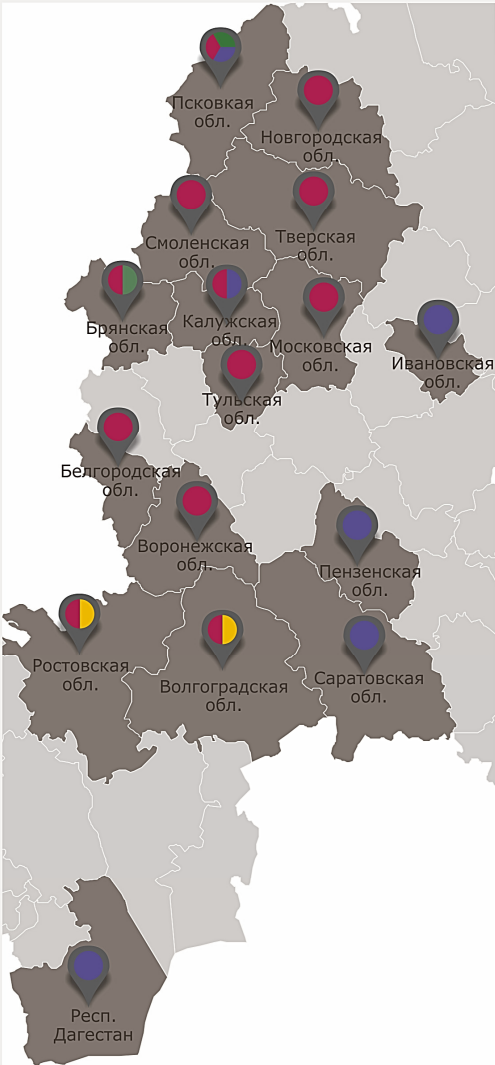 Псковкая
обл.
Новгородская
обл.
Смоленская
обл.
Тверская
обл.
Брянская
обл.
Калужская
обл.
Московская
обл.
Ивановская
обл.
Тульская
обл.
Белгородская
обл.
Воронежская
обл.
Пензенская
обл.
Ростовская
обл.
Волгоградская
обл.
Саратовская
обл.
Респ.
Дагестан